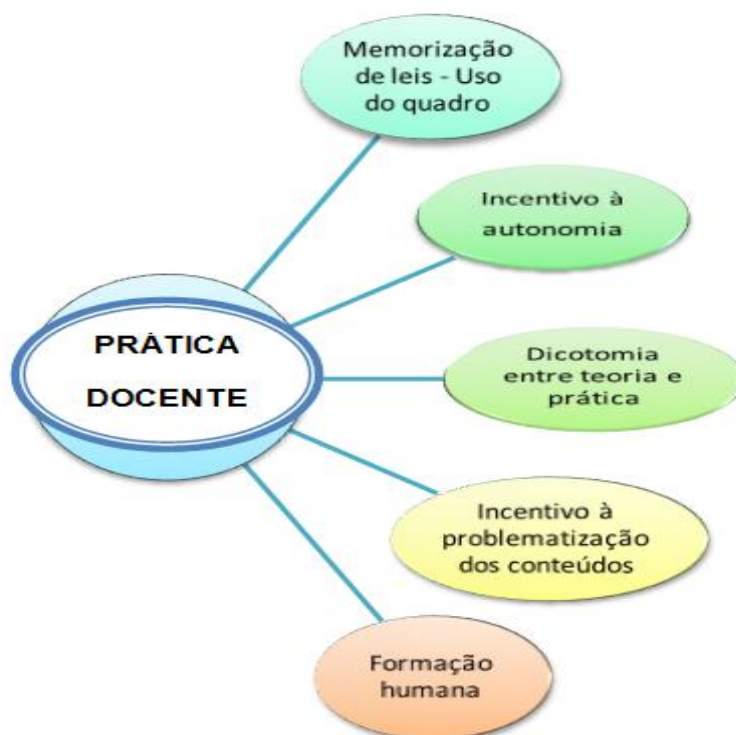 Memorização
de leis - Uso
do quadro
Incentivo à
autonomia
PRÁTICA
DOCENTE
Dicotomia
entre teoria e
prática
Incentivo à
problematização
dos conteúdos
Formação
humana